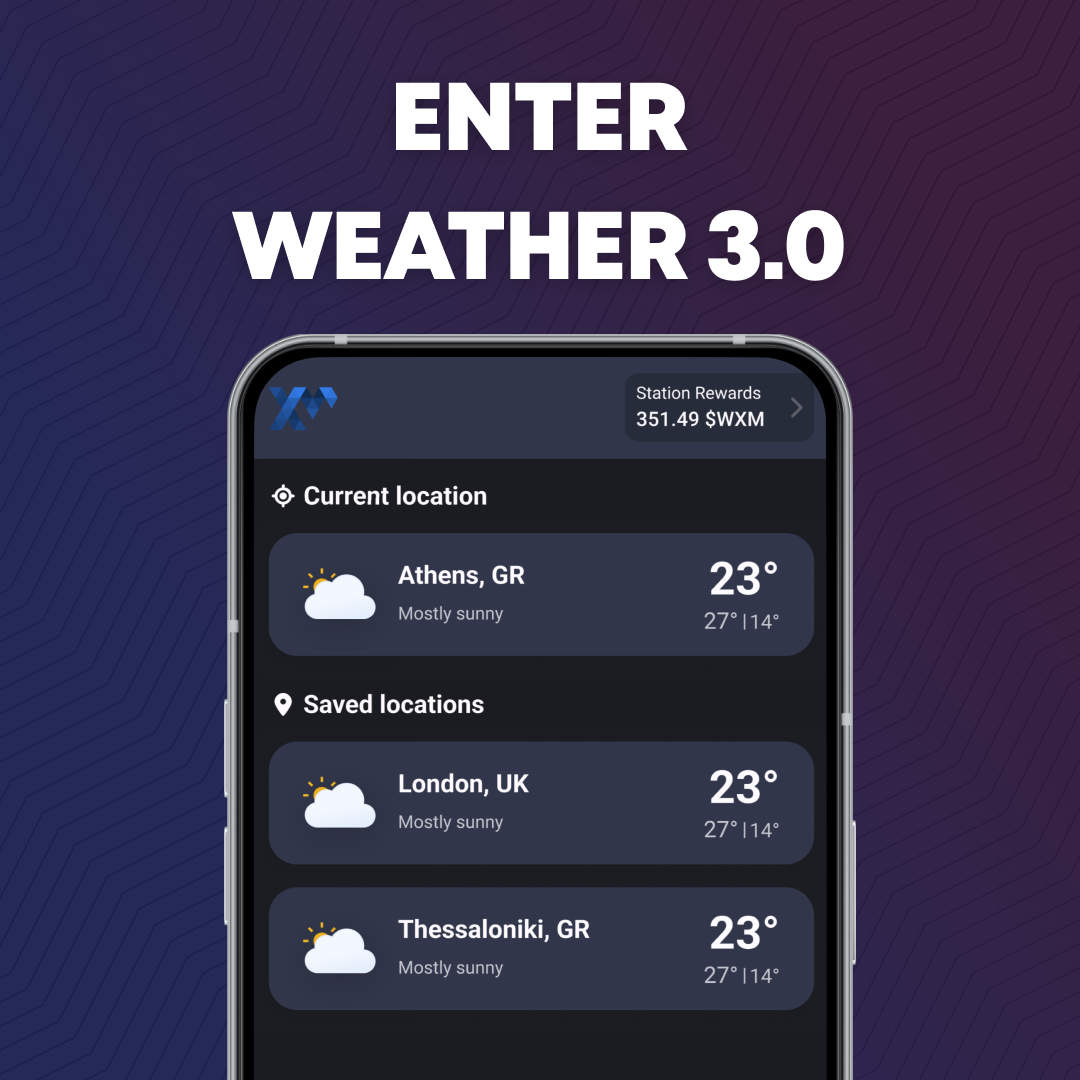 ENTER
WEATHER 3.0
Station Rewards
351.49 $WXM
Current location
Athens, GR
Mostly sunny
23°
27° | 14°
Saved locations
London, UK
Mostly sunny
23°
27° | 14°
Thessaloniki, GR
Mostly sunny
23°
27° | 14°